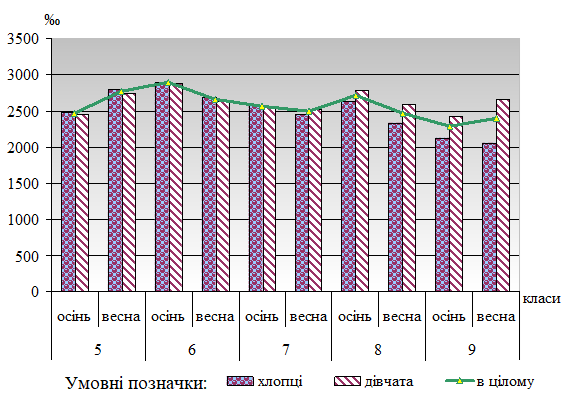 ‰
3500
3000
2500
2000
1500
1000
500
0
класи
осінь весна осінь весна осінь весна осінь весна осінь весна
5 6 7 8 9
Умовні позначки: хлопці дівчата в цілому